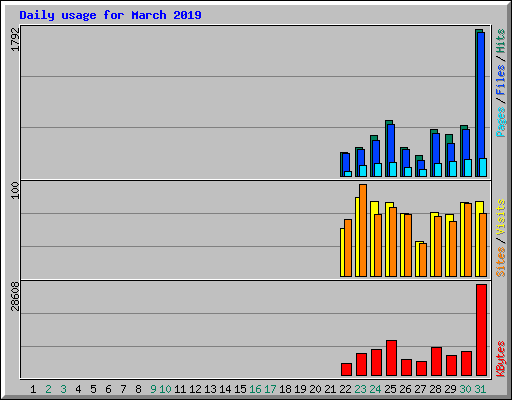 Daily usage for March 2019
1792
Pages/Files/Hits
100
Sites/Visits
28608
KBytes
1 2 3 4 5 6 7 8 9 10 11 12 13 14 15 16 17 18 19 20 21 22 23 24 25 26 27 28 29 30 31